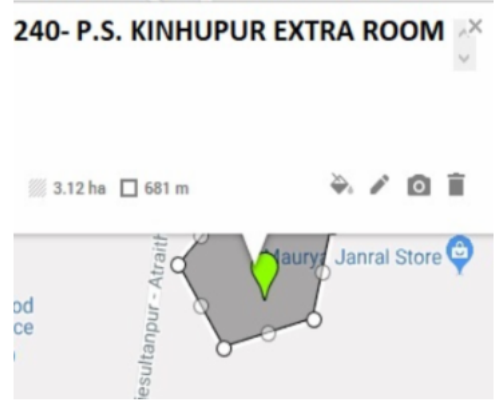 240- P.S. KINHUPUR EXTRA ROOM
3.12 ha 681 m
Janral Store
od
ce
esultanpur - Atraith